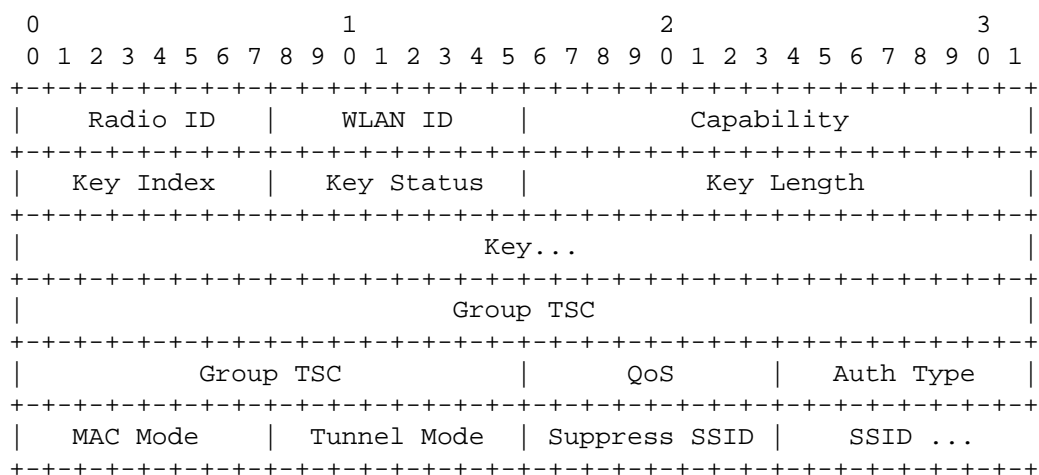 0                   1                   2                   3
0 1 2 3 4 5 6 7 8 9 0 1 2 3 4 5 6 7 8 9 0 1 2 3 4 5 6 7 8 9 0 1
+-+-+-+-+-+-+-+-+-+-+-+-+-+-+-+-+-+-+-+-+-+-+-+-+-+-+-+-+-+-+-+-+
|   Radio ID    |    WLAN ID    |          Capability           |
+-+-+-+-+-+-+-+-+-+-+-+-+-+-+-+-+-+-+-+-+-+-+-+-+-+-+-+-+-+-+-+-+
|   Key Index   |   Key Status  |           Key Length          |
+-+-+-+-+-+-+-+-+-+-+-+-+-+-+-+-+-+-+-+-+-+-+-+-+-+-+-+-+-+-+-+-+
|                             Key...                            |
+-+-+-+-+-+-+-+-+-+-+-+-+-+-+-+-+-+-+-+-+-+-+-+-+-+-+-+-+-+-+-+-+
|                           Group TSC                           |
+-+-+-+-+-+-+-+-+-+-+-+-+-+-+-+-+-+-+-+-+-+-+-+-+-+-+-+-+-+-+-+-+
|           Group TSC           |      QoS      |   Auth Type   |
+-+-+-+-+-+-+-+-+-+-+-+-+-+-+-+-+-+-+-+-+-+-+-+-+-+-+-+-+-+-+-+-+
|   MAC Mode    |  Tunnel Mode  | Suppress SSID |    SSID ...
+-+-+-+-+-+-+-+-+-+-+-+-+-+-+-+-+-+-+-+-+-+-+-+-+-+-+-+-+-+-+-+-+